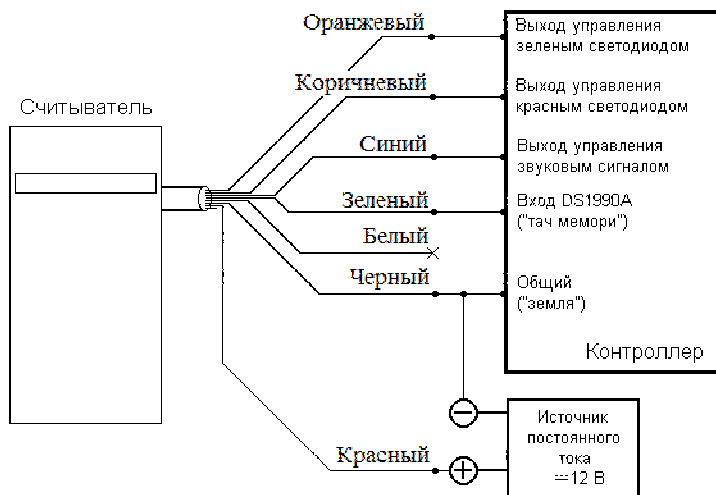 Оранжевый
Выход управления
зеленым светодиодом
Коричневый
Выход управления
красным светодиодом
Считыватель
Синий
Выход управления
звуковым сигналом
Зеленый
Вход DS1990A
("тач мемори")
Белый
Черный
Общий
("земля")
Контроллер
Источник
постоянного
тока
=12 В
Красный